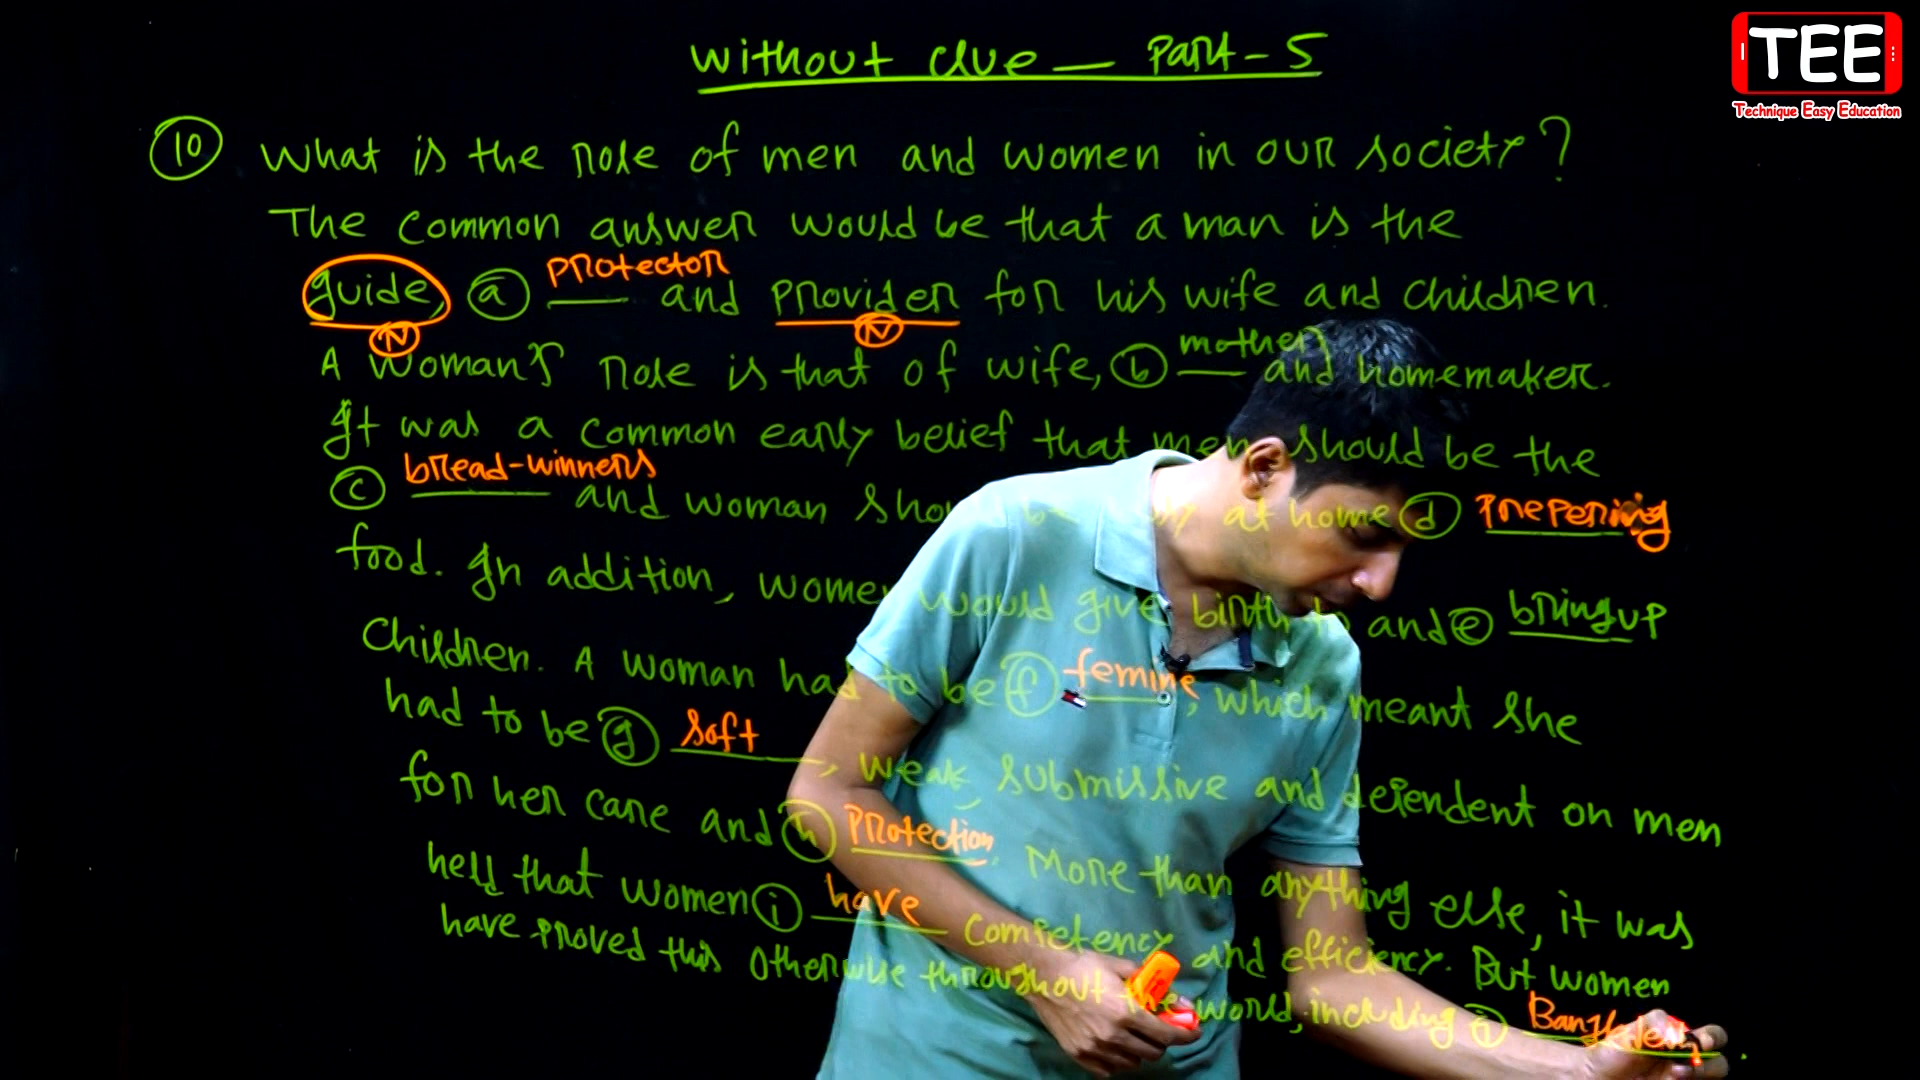 Without clue — Part-5
TEE
Technique Easy Education
10 What is the role of men and women in our society?
The common answer would be that a man is the
guide, a protector and provider for his wife and children.
N N
A woman's role is that of wife, b mother and homemaker.
It was a common early belief that men should be the
c bread-winners and woman should be at home d prepering
food. In addition, women would give birth to and e bring up
children. A woman had to be f femine, which meant she
had to be g soft, weak, submissive and dependent on men
for her care and h protection. More than anything else, it was
held that women i have competency and efficiency. But women
have proved this otherwise throughout the world, including j